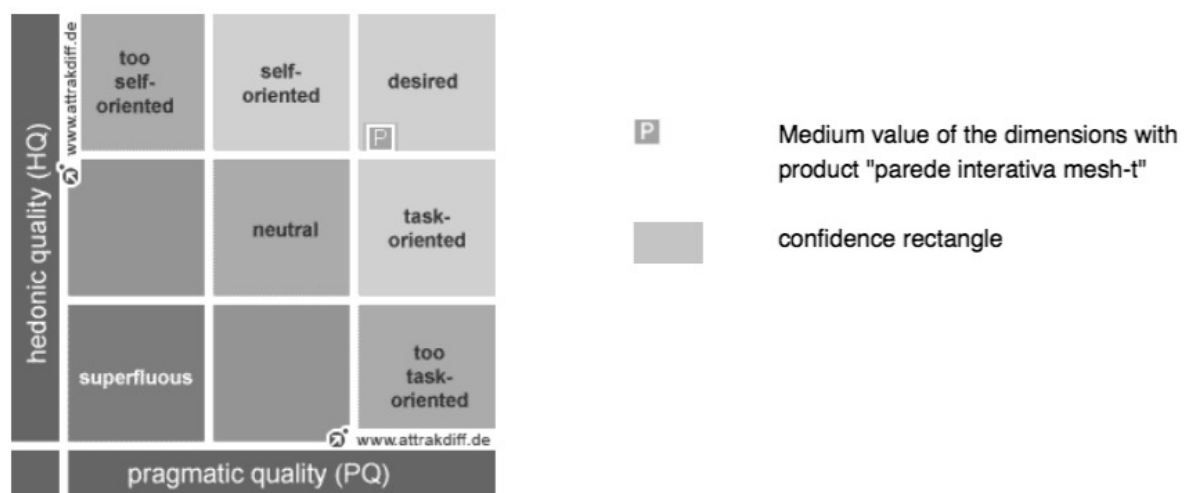 www.attrakdiff.de
hedonic quality (HQ)
too
self-
oriented
self-
oriented
desired
P
neutral
task-
oriented
superfluous
too
task-
oriented
www.attrakdiff.de
pragmatic quality (PQ)
P
Medium value of the dimensions with
product "parede interativa mesh-t"
confidence rectangle